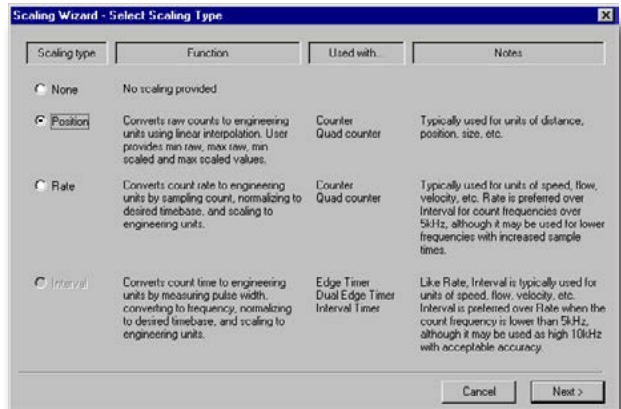 Scaling Wizard - Select Scaling Type
Scaling type
Function
Used with...
Notes
None
No scaling provided
Position
Converts raw counts to engineering
units using linear interpolation. User
provides min raw, max raw, min
scaled and max scaled values.
Counter
Quad counter
Typically used for units of distance,
position, size, etc.
Rate
Converts count rate to engineering
units by sampling count, normalizing to
desired timebase, and scaling to
engineering units.
Counter
Quad counter
Typically used for units of speed, flow,
velocity, etc. Rate is preferred over
Interval for count frequencies over
5kHz, although it may be used for lower
frequencies with increased sample
times.
Interval
Converts count time to engineering
units by measuring pulse width,
converting to frequency, normalizing
to desired timebase, and scaling to
engineering units.
Edge Timer
Dual Edge Timer
Interval Timer
Like Rate, Interval is typically used for
units of speed, flow, velocity, etc.
Interval is preferred over Rate when the
count frequency is lower than 5kHz,
although it may be used as high 10kHz
with acceptable accuracy.
Cancel
Next >